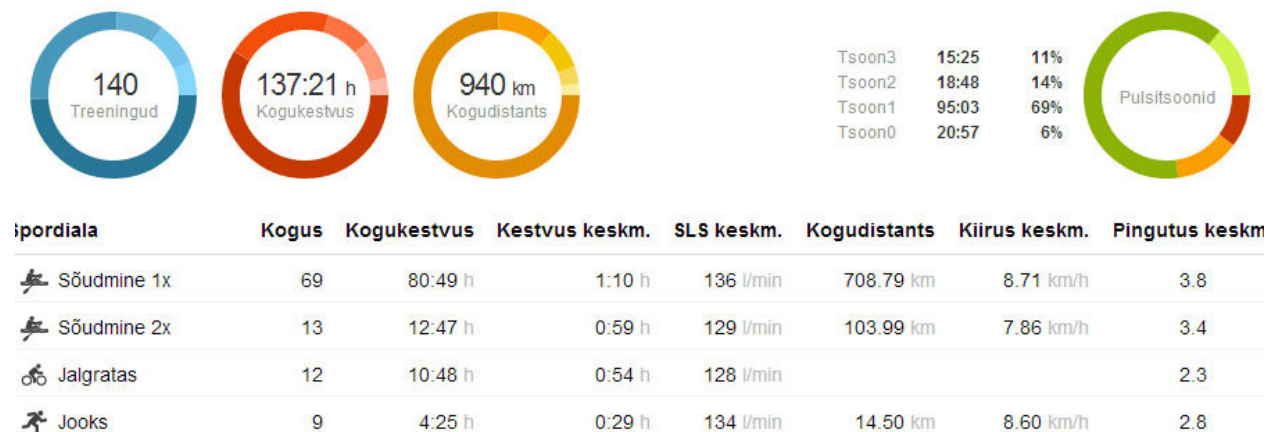 140
Treeningud
137:21 h
Kogukestvus
940 km
Kogudistants
Tsoon3 15:25 11%
Tsoon2 18:48 14%
Tsoon1 95:03 69%
Tsoon0 20:57 6%
Pulsitsoonid
Spordiala Kogus Kogukestvus Kestvus keskm. SLS keskm. Kogudistants Kiirus keskm. Pingutus keskm
Sõudmine 1x 69 80:49 h 1:10 h 136 l/min 708.79 km 8.71 km/h 3.8
Sõudmine 2x 13 12:47 h 0:59 h 129 l/min 103.99 km 7.86 km/h 3.4
Jalgratas 12 10:48 h 0:54 h 128 l/min 2.3
Jooks 9 4:25 h 0:29 h 134 l/min 14.50 km 8.60 km/h 2.8